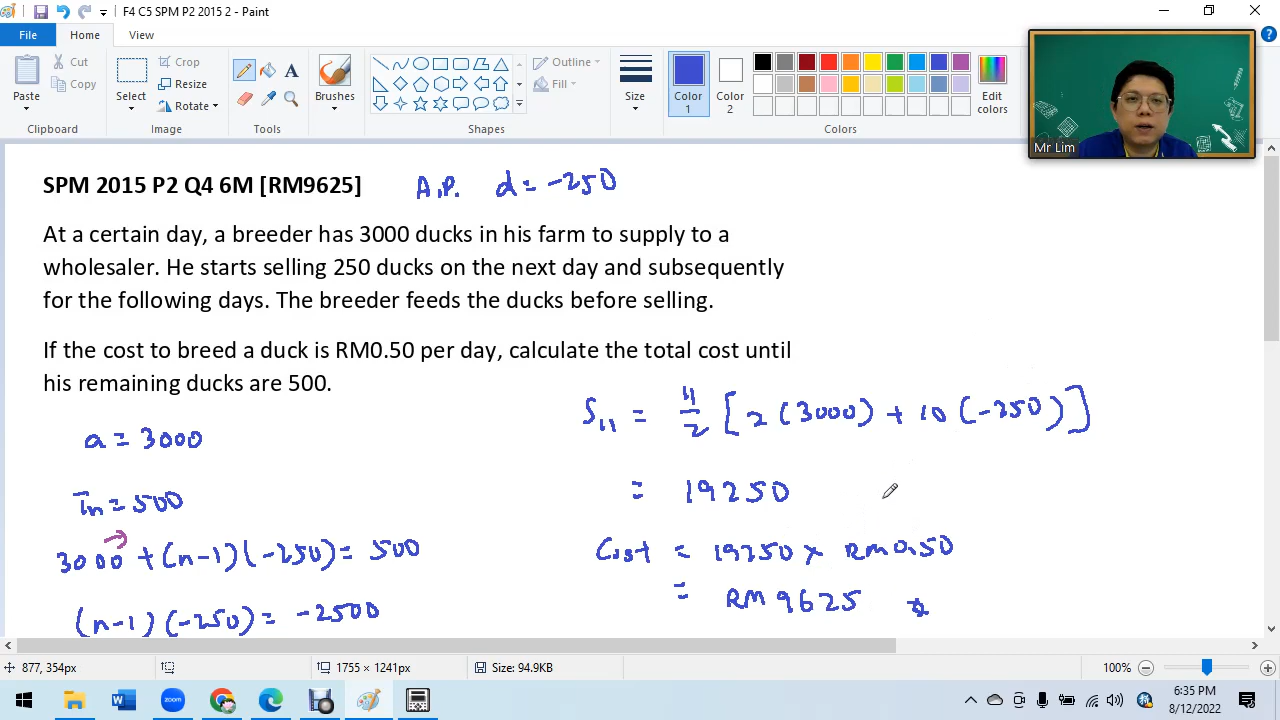 F4 C5 SPM P2 2015 2 - Paint
File Home View
Paste Cut Copy Clipboard
Select Crop Resize Rotate Image
Tools
Brushes
Outline Fill Shapes
Size
Color 1 Color 2 Edit colors Colors
Mr Lim
SPM 2015 P2 Q4 6M [RM9625] A.P. d = -250
At a certain day, a breeder has 3000 ducks in his farm to supply to a
wholesaler. He starts selling 250 ducks on the next day and subsequently
for the following days. The breeder feeds the ducks before selling.
If the cost to breed a duck is RM0.50 per day, calculate the total cost until
his remaining ducks are 500.
a = 3000
Tn = 500
3000 + (n-1)(-250) = 500
(n-1)(-250) = -2500
S11 = 11/2 [2(3000) + 10(-250)]
= 19250
Cost = 19250 x RM0.50
= RM9625
877, 354px 1755 × 1241px Size: 94.9KB 100%
W zoom 6:35 PM
8/12/2022